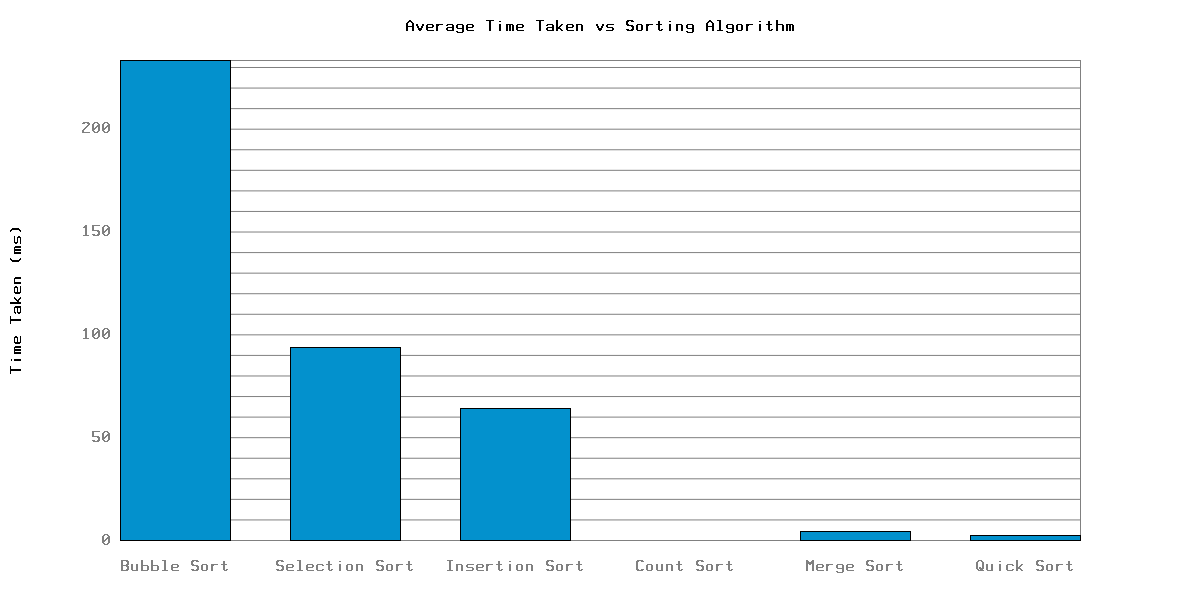 Average Time Taken vs Sorting Algorithm
Time Taken (ms)
200
150
100
50
0
Bubble Sort Selection Sort Insertion Sort Count Sort Merge Sort Quick Sort